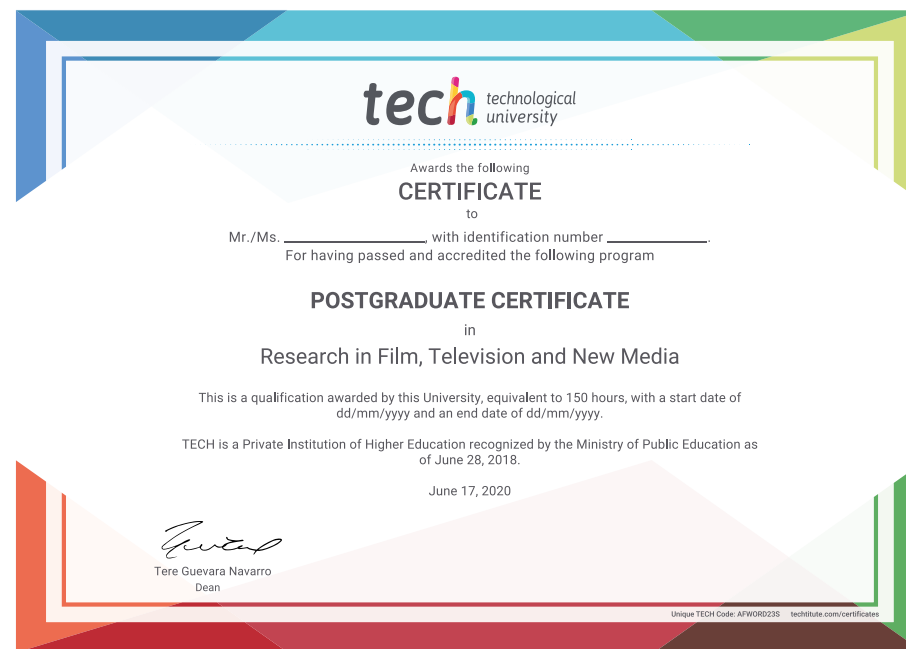 tech technological
university
Awards the following
CERTIFICATE
to
Mr./Ms. ____________________, with identification number ______________.
For having passed and accredited the following program
POSTGRADUATE CERTIFICATE
in
Research in Film, Television and New Media
This is a qualification awarded by this University, equivalent to 150 hours, with a start date of
dd/mm/yyyy and an end date of dd/mm/yyyy.
TECH is a Private Institution of Higher Education recognized by the Ministry of Public Education as
of June 28, 2018.
June 17, 2020
Tere Guevara Navarro
Dean
Unique TECH Code: AFWORD23S techtitute.com/certificates